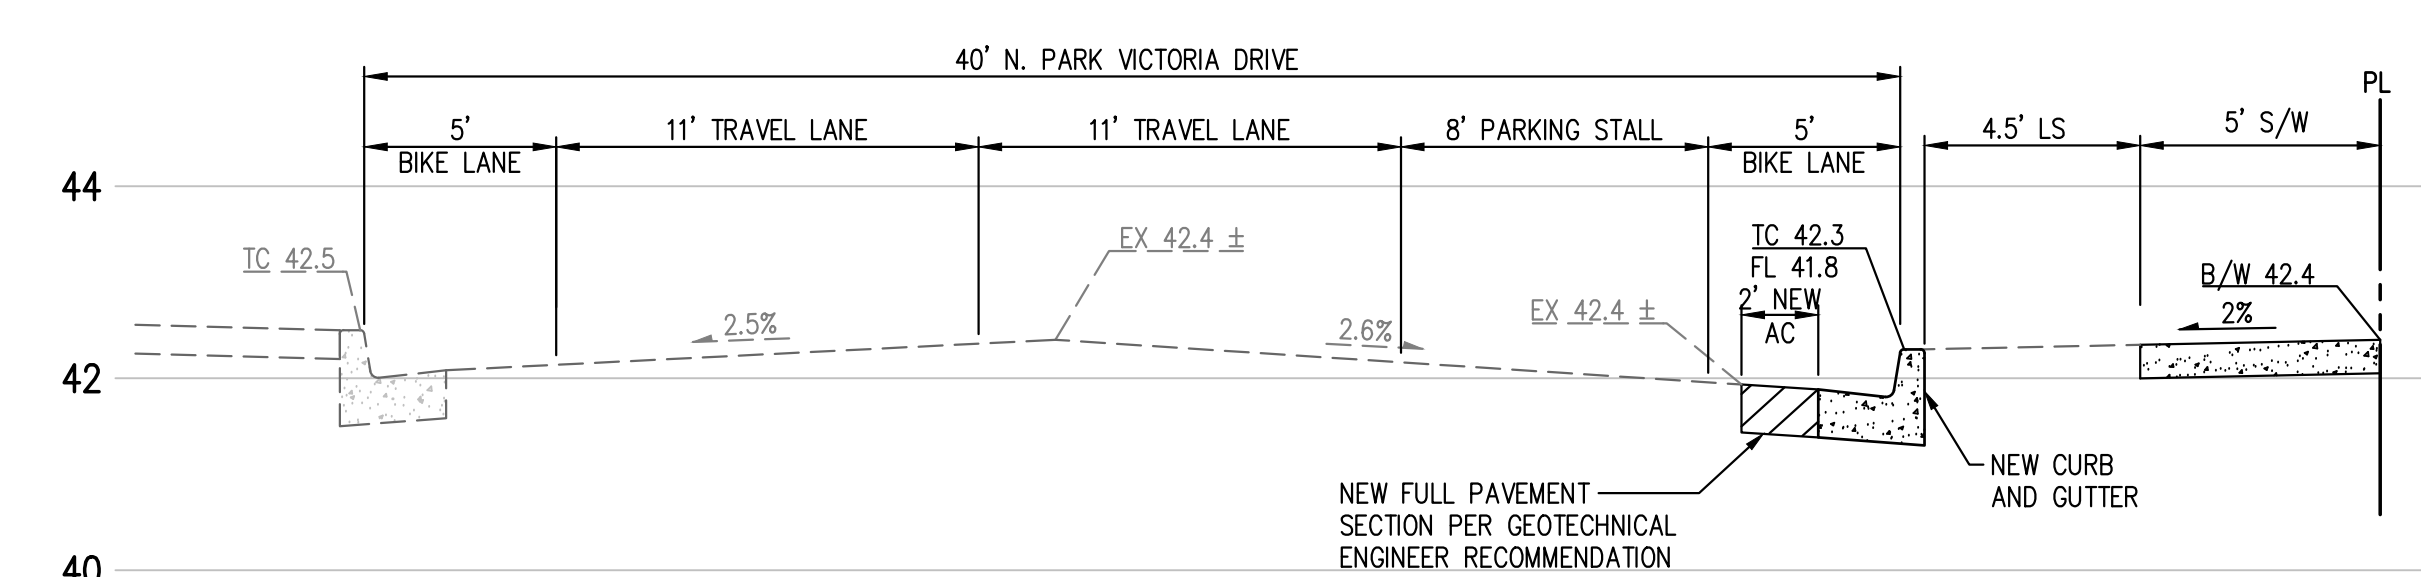 40' N. PARK VICTORIA DRIVE
PL
5'
BIKE LANE
11' TRAVEL LANE
11' TRAVEL LANE
8' PARKING STALL
5'
BIKE LANE
4.5' LS
5' S/W
44
TC 42.5
EX 42.4 ±
TC 42.3
FL 41.8
2' NEW
AC
B/W 42.4
2%
2.5%
2.6%
EX 42.4 ±
42
NEW CURB
AND GUTTER
NEW FULL PAVEMENT
SECTION PER GEOTECHNICAL
ENGINEER RECOMMENDATION
40